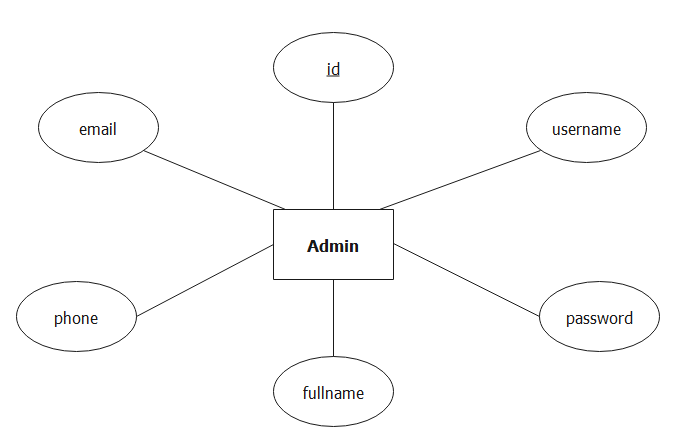 id
email
username
Admin
phone
password
fullname